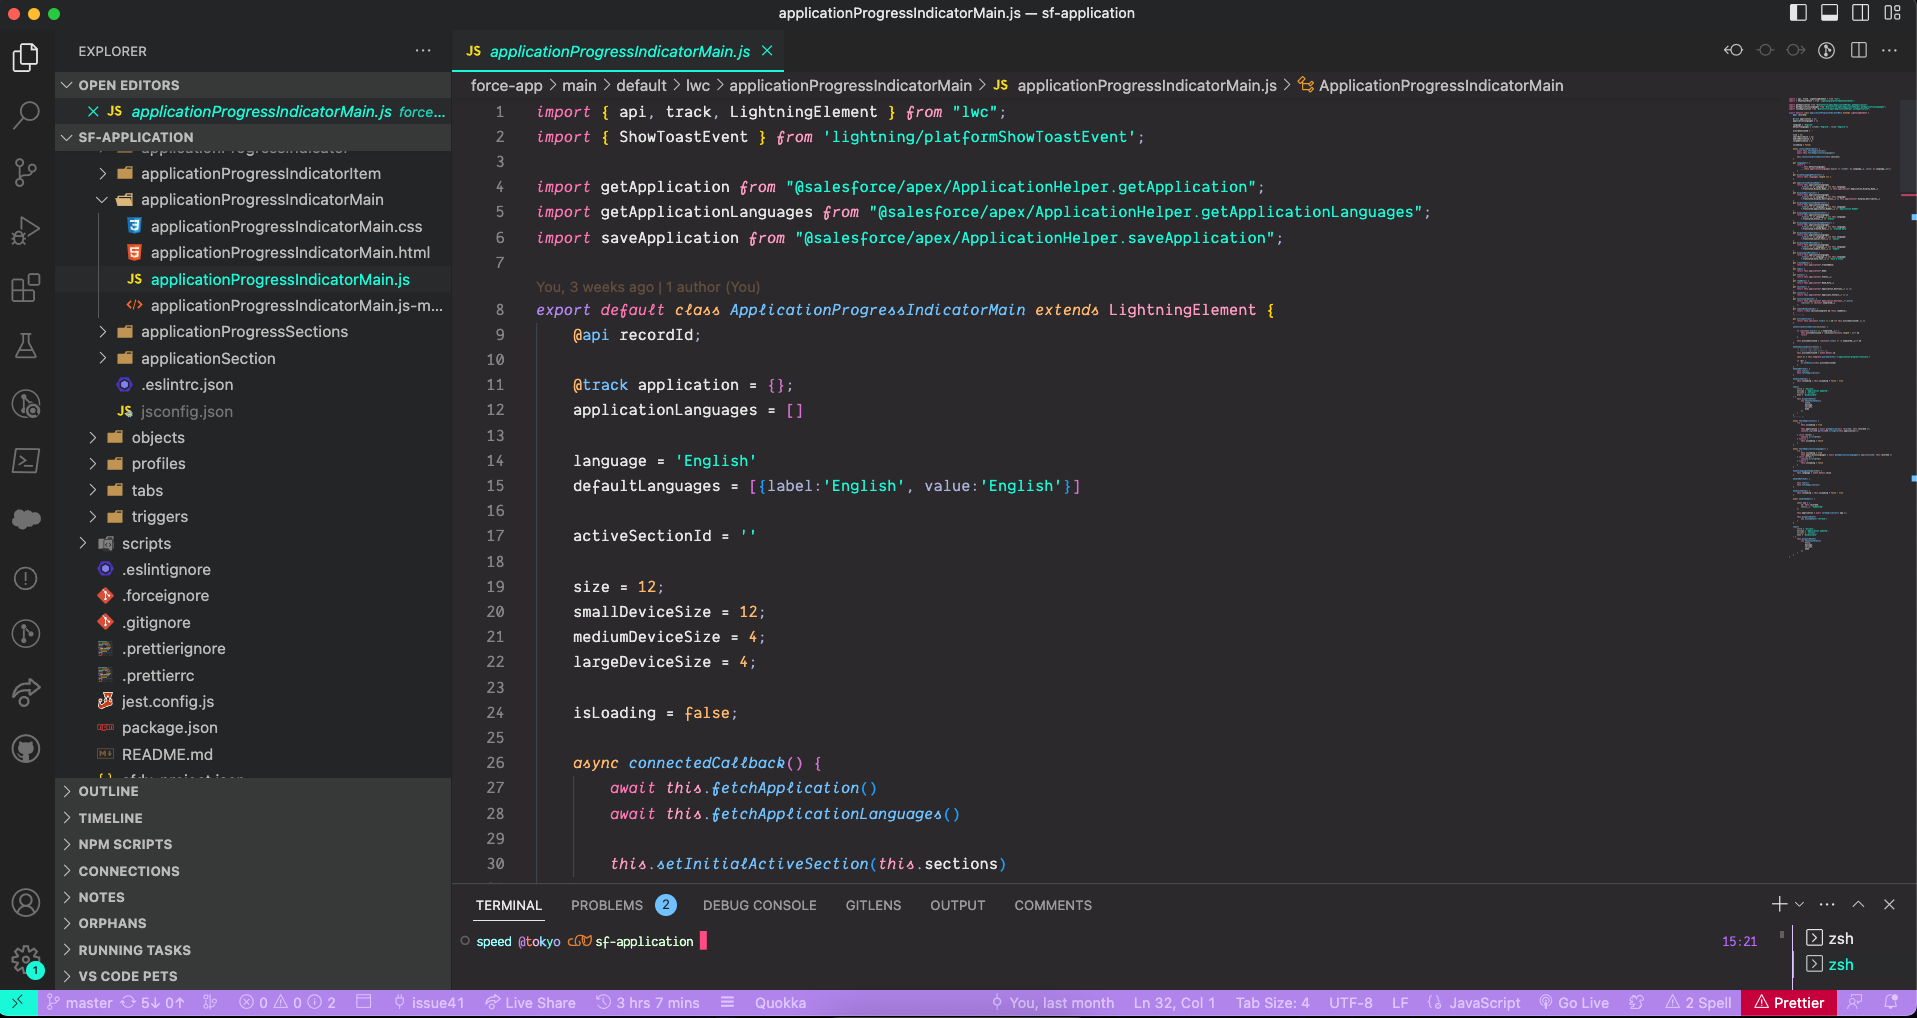 applicationProgressIndicatorMain.js — sf-application
EXPLORER
OPEN EDITORS
JS applicationProgressIndicatorMain.js force...
SF-APPLICATION
applicationProgressIndicator
applicationProgressIndicatorItem
applicationProgressIndicatorMain
applicationProgressIndicatorMain.css
applicationProgressIndicatorMain.html
JS applicationProgressIndicatorMain.js
applicationProgressIndicatorMain.js-m...
applicationProgressSections
applicationSection
.eslintrc.json
JS jsconfig.json
objects
profiles
tabs
triggers
scripts
.eslintignore
.forceignore
.gitignore
.prettierignore
.prettierrc
jest.config.js
package.json
README.md
OUTLINE
TIMELINE
NPM SCRIPTS
CONNECTIONS
NOTES
ORPHANS
RUNNING TASKS
VS CODE PETS
1
JS applicationProgressIndicatorMain.js
force-app > main > default > lwc > applicationProgressIndicatorMain > JS applicationProgressIndicatorMain.js > ApplicationProgressIndicatorMain
1 import { api, track, LightningElement } from "lwc";
2 import { ShowToastEvent } from 'lightning/platformShowToastEvent';
3
4 import getApplication from "@salesforce/apex/ApplicationHelper.getApplication";
5 import getApplicationLanguages from "@salesforce/apex/ApplicationHelper.getApplicationLanguages";
6 import saveApplication from "@salesforce/apex/ApplicationHelper.saveApplication";
7
You, 3 weeks ago | 1 author (You)
8 export default class ApplicationProgressIndicatorMain extends LightningElement {
9 @api recordId;
10
11 @track application = {};
12 applicationLanguages = []
13
14 language = 'English'
15 defaultLanguages = [{label:'English', value:'English'}]
16
17 activeSectionId = ''
18
19 size = 12;
20 smallDeviceSize = 12;
21 mediumDeviceSize = 4;
22 largeDeviceSize = 4;
23
24 isLoading = false;
25
26 async connectedCallback() {
27 await this.fetchApplication()
28 await this.fetchApplicationLanguages()
29
30 this.setInitialActiveSection(this.sections)
TERMINAL PROBLEMS 2 DEBUG CONSOLE GITLENS OUTPUT COMMENTS
speed @tokyo sf-application 15:21
zsh
zsh
master 5↓ 0↑ 0 0 2 issue41 Live Share 3 hrs 7 mins Quokka You, last month Ln 32, Col 1 Tab Size: 4 UTF-8 LF JavaScript Go Live 2 Spell Prettier